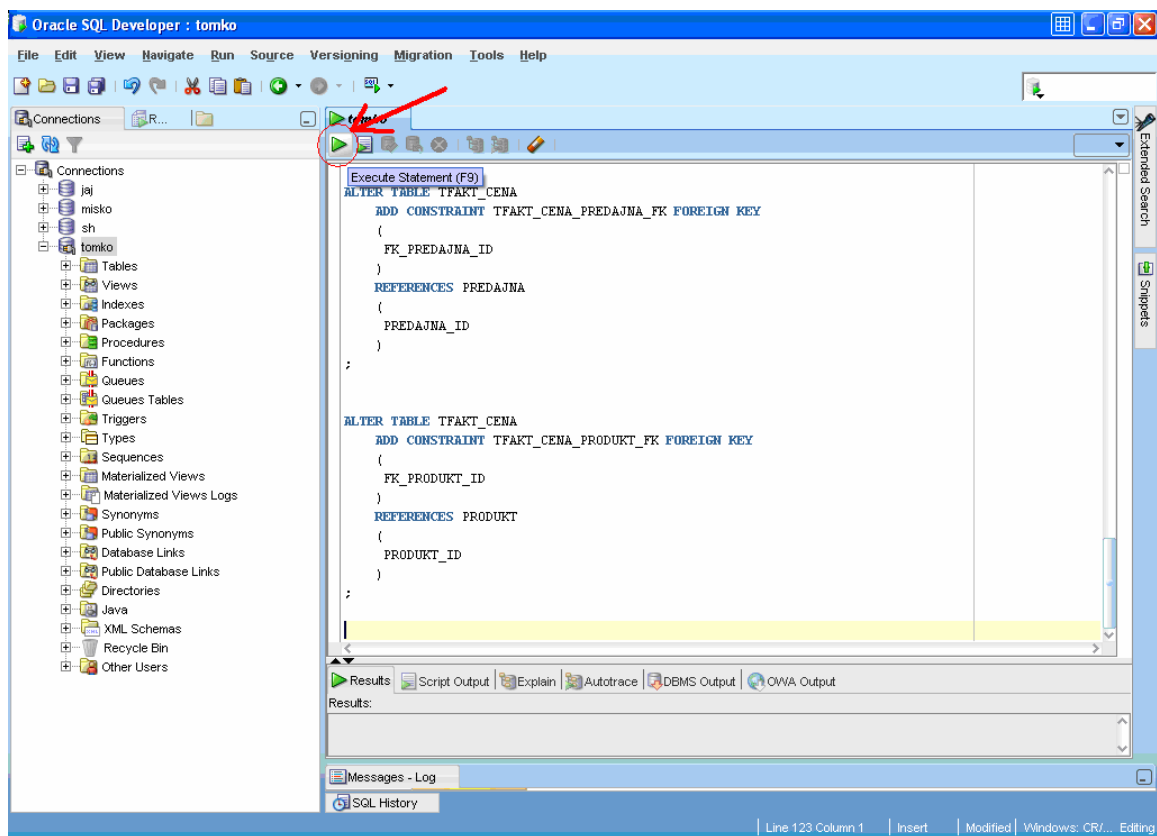 Oracle SQL Developer : tomko
File Edit View Navigate Run Source Versioning Migration Tools Help
Connections
R...
Connections
jaj
misko
sh
tomko
Tables
Views
Indexes
Packages
Procedures
Functions
Queues
Queues Tables
Triggers
Types
Sequences
Materialized Views
Materialized Views Logs
Synonyms
Public Synonyms
Database Links
Public Database Links
Directories
Java
XML Schemas
Recycle Bin
Other Users
tomko
Execute Statement (F9)
ALTER TABLE TFAKT_CENA
ADD CONSTRAINT TFAKT_CENA_PREDAJNA_FK FOREIGN KEY
(
FK_PREDAJNA_ID
)
REFERENCES PREDAJNA
(
PREDAJNA_ID
)
;
ALTER TABLE TFAKT_CENA
ADD CONSTRAINT TFAKT_CENA_PRODUKT_FK FOREIGN KEY
(
FK_PRODUKT_ID
)
REFERENCES PRODUKT
(
PRODUKT_ID
)
;
Results Script Output Explain Autotrace DBMS Output OWA Output
Results:
Messages - Log
SQL History
Extended Search
Snippets
Line 123 Column 1 Insert Modified Windows: CR/... Editing